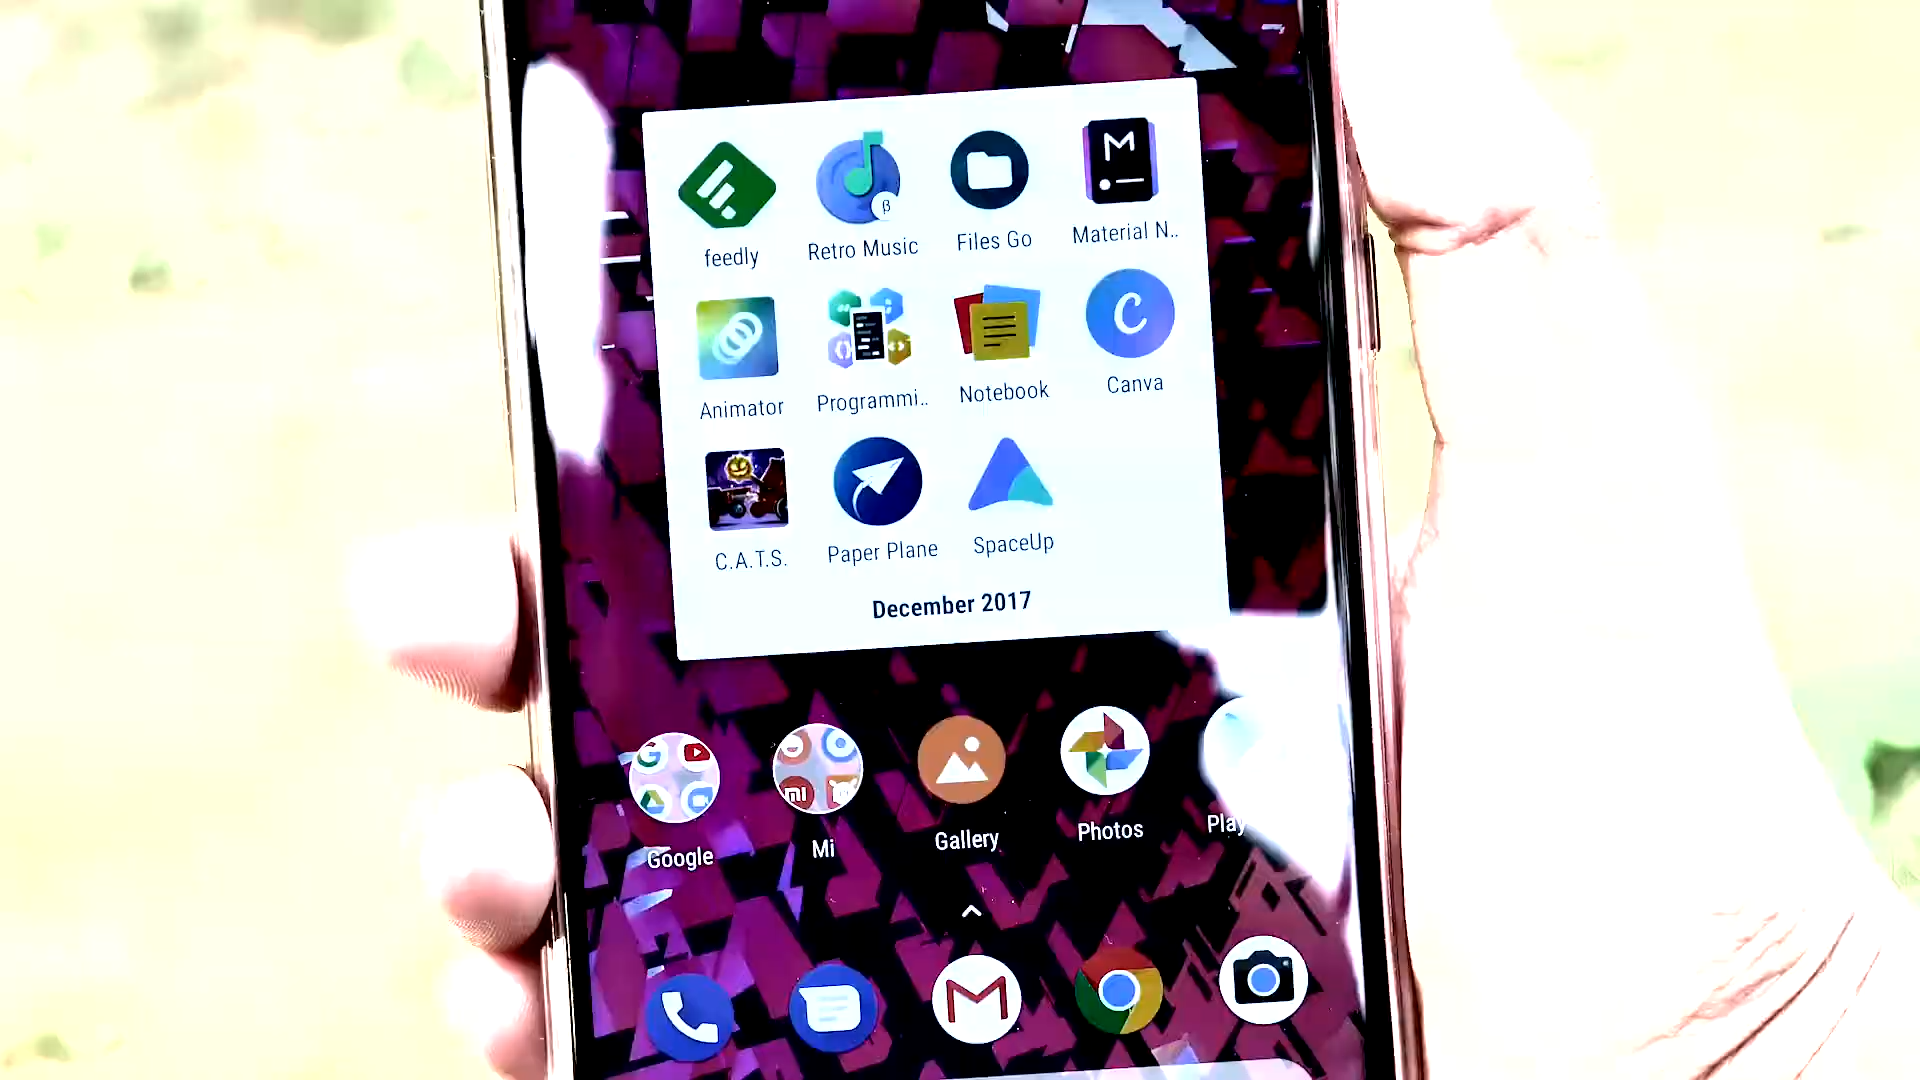 feedly
Retro Music
Files Go
Material N..
Animator
Programmi..
Notebook
Canva
C.A.T.S.
Paper Plane
SpaceUp
December 2017
Google
Mi
Gallery
Photos
Play